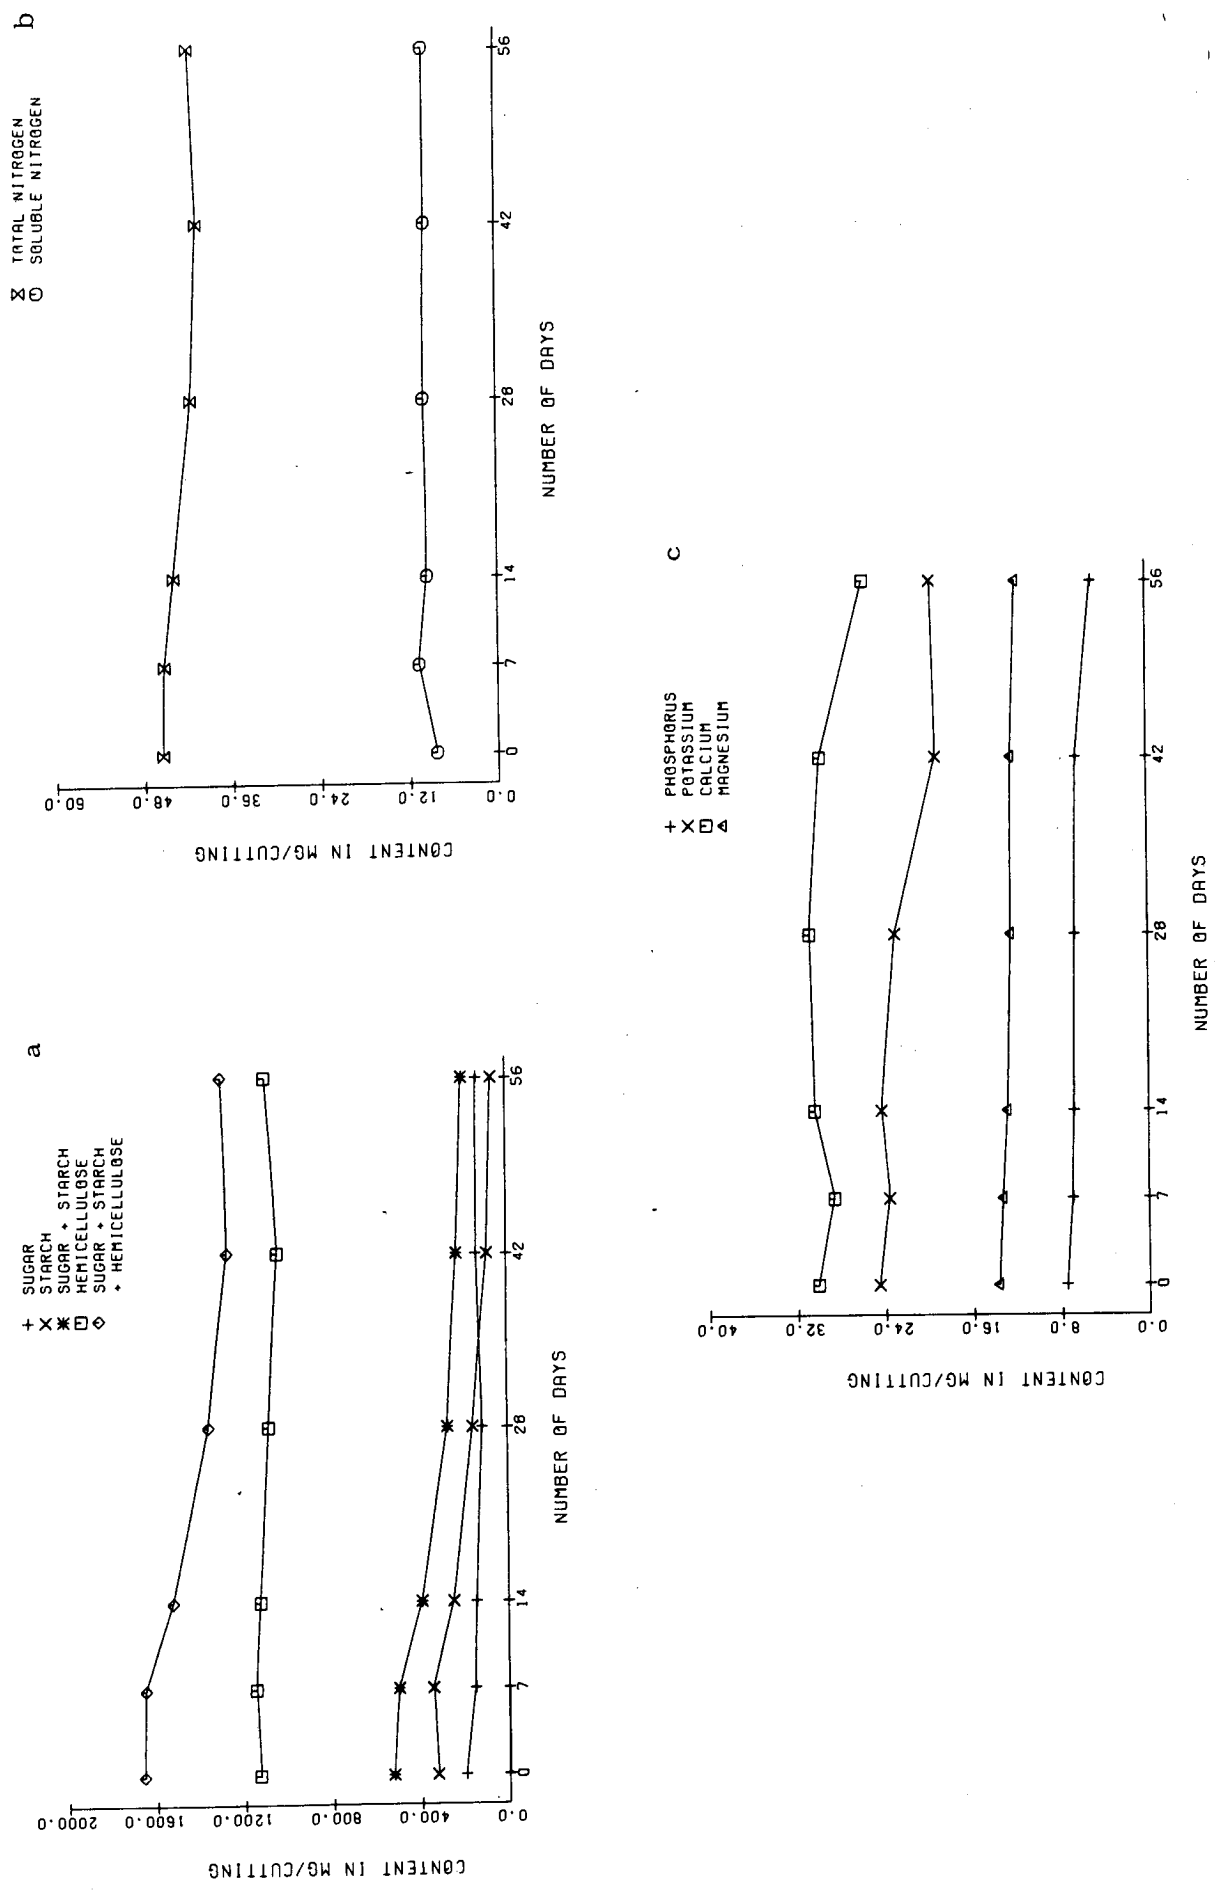 a
+ SUGAR
× STARCH
SUGAR + STARCH
HEMICELLULOSE
SUGAR + STARCH
+ HEMICELLULOSE
CONTENT IN MG/CUTTING
2000.0
1600.0
1200.0
800.0
400.0
0.0
0 7 14 28 42 56
NUMBER OF DAYS
b
TOTAL NITROGEN
SOLUBLE NITROGEN
CONTENT IN MG/CUTTING
60.0
48.0
36.0
24.0
12.0
0.0
0 7 14 28 42 56
NUMBER OF DAYS
c
+ PHOSPHORUS
× POTASSIUM
CALCIUM
MAGNESIUM
CONTENT IN MG/CUTTING
40.0
32.0
24.0
16.0
8.0
0.0
0 7 14 28 42 56
NUMBER OF DAYS